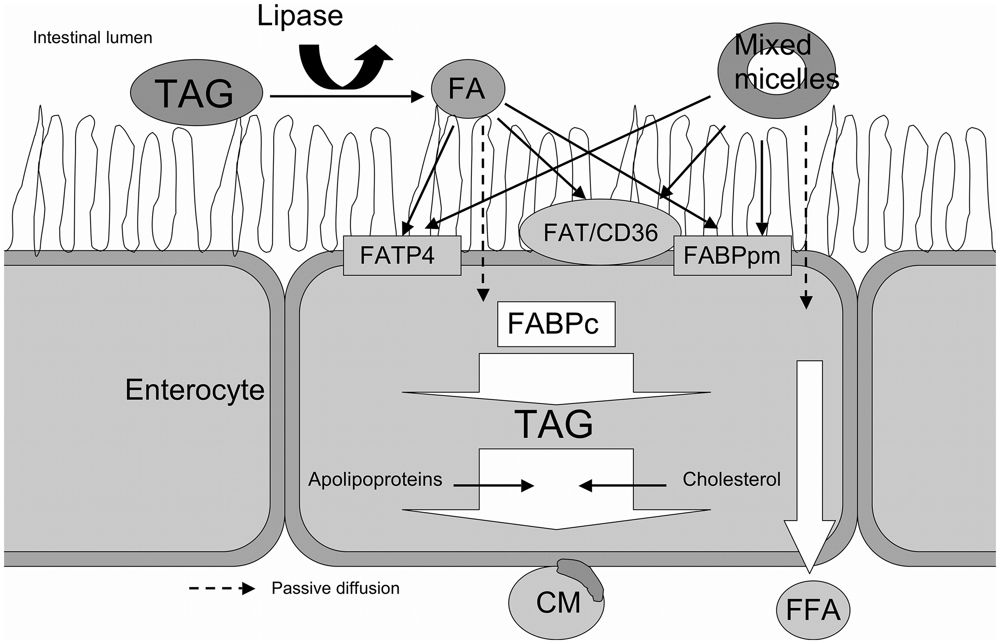 Lipase
Intestinal lumen
TAG
FA
Mixed
micelles
FAT/CD36
FATP4
FABPpm
FABPc
Enterocyte
TAG
Apolipoproteins
Cholesterol
Passive diffusion
CM
FFA